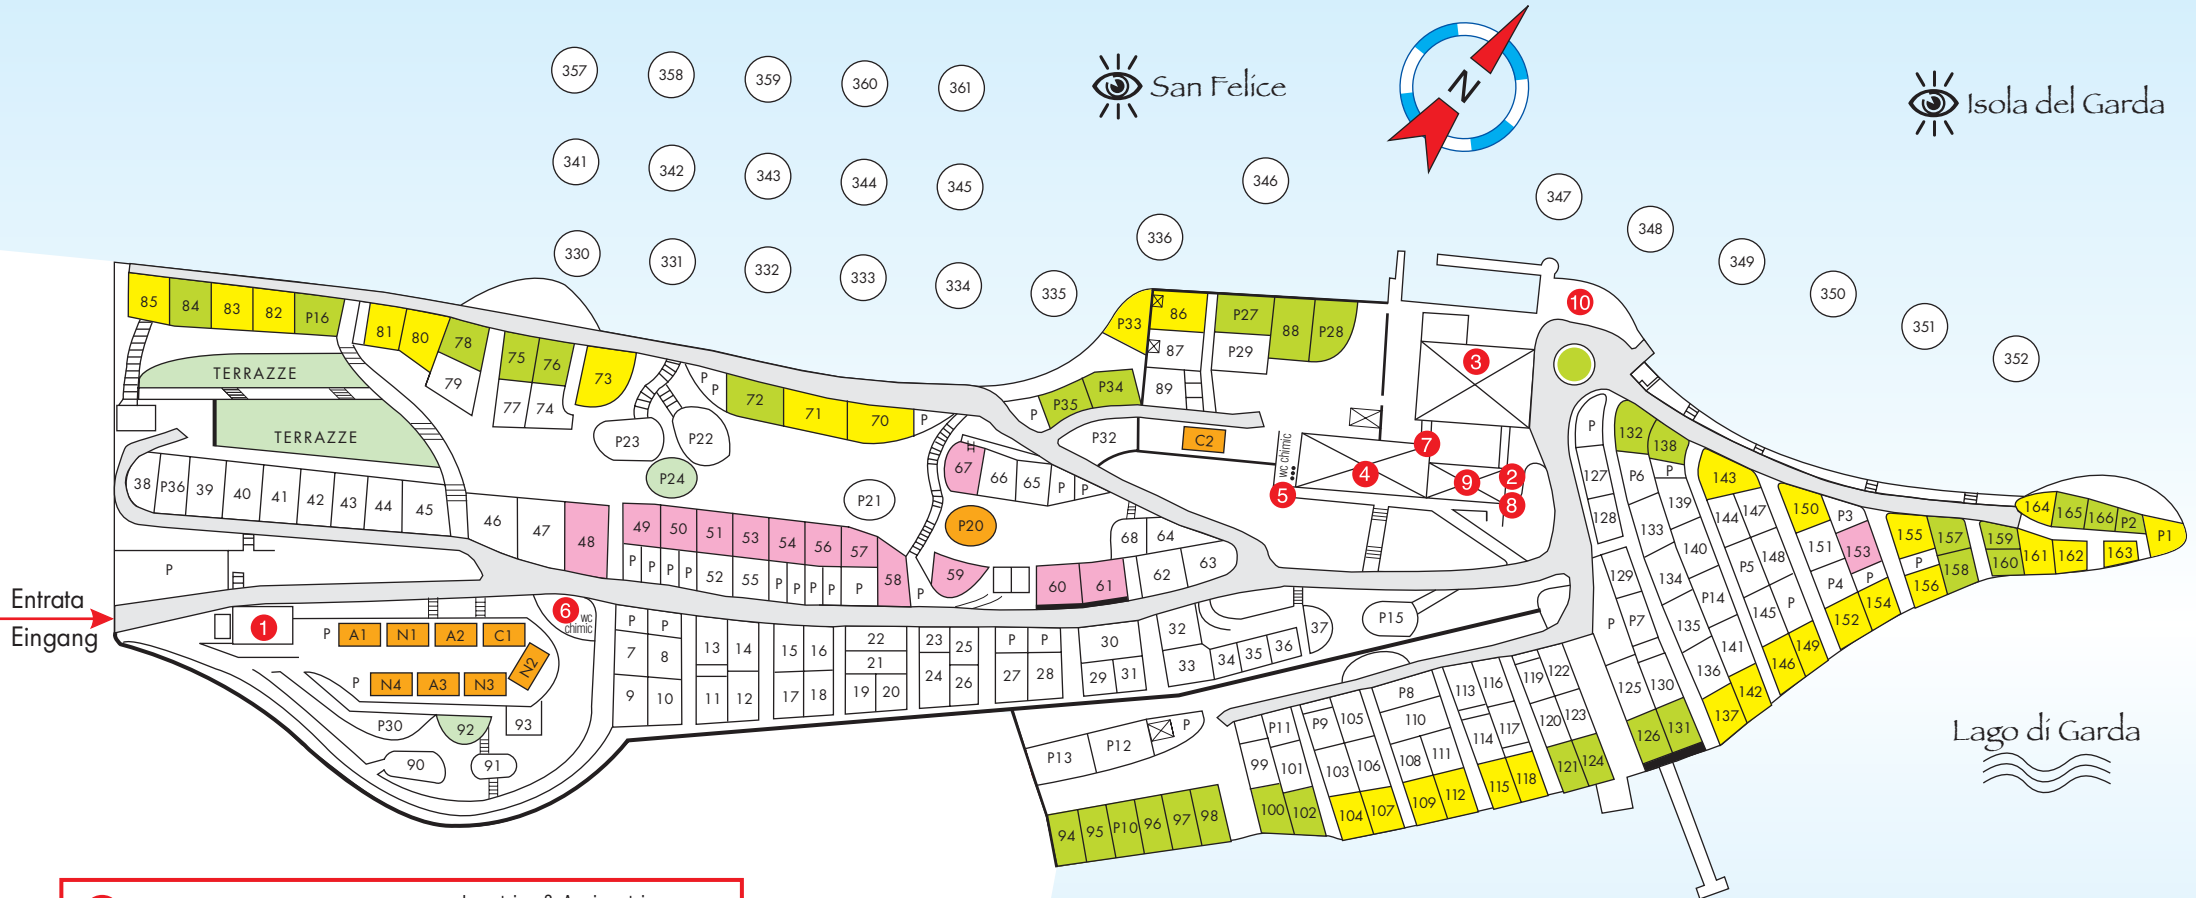 357 358 359 360 361
San Felice
N
Isola del Garda
341 342 343 344 345 346
347 348 349 350 351 352
330 331 332 333 334 335 336
85 84 83 82 P16
81 80 78 79
75 76 77 74
73
P P 72 71 70 P
P33 86 87 89
P27 P29 88 P28
P P35 P34
10
3
TERRAZZE
TERRAZZE
P23 P22
P24
P21
P20
P32 C2
wc chimic
5 4 7 9 2 8
67 66 65 P P
38 P36 39 40 41 42 43 44 45
46 47 48
49 50 51 53 54 56 57 58
P P P P 52 55 P P P P P
59 P
60 61
68 64
62 63
P
Entrata
Eingang
1
P A1 N1 A2 C1
N2
P N4 A3 N3
6
wc
chimic
P30 92 93
90 91
P P
7 8
9 10
13 14
11 12
15 16
17 18
22
21
19 20
23 25
24 26
P P
27 28
30
29 31
32
33 34 35 36
37
P15
P 127 128
132 138
P6 P
139
133 140
129 134
P P7 135
141
136
125 130
126 131
143
144 147
P5 148
P14 145 P
146 149
137 142
150 P3
151 153
P4 P
152 154
155 157
P 158
156
159
160
161 162 163
164 165 166 P2 P1
P13 P12 P
94 95 P10 96 97 98
P11 99 101
100 102
P9 105
103 106
104 107
P8
110
108 111
109 112
113 116
114 117
115 118
119 122
120 123
121 124
Lago di Garda